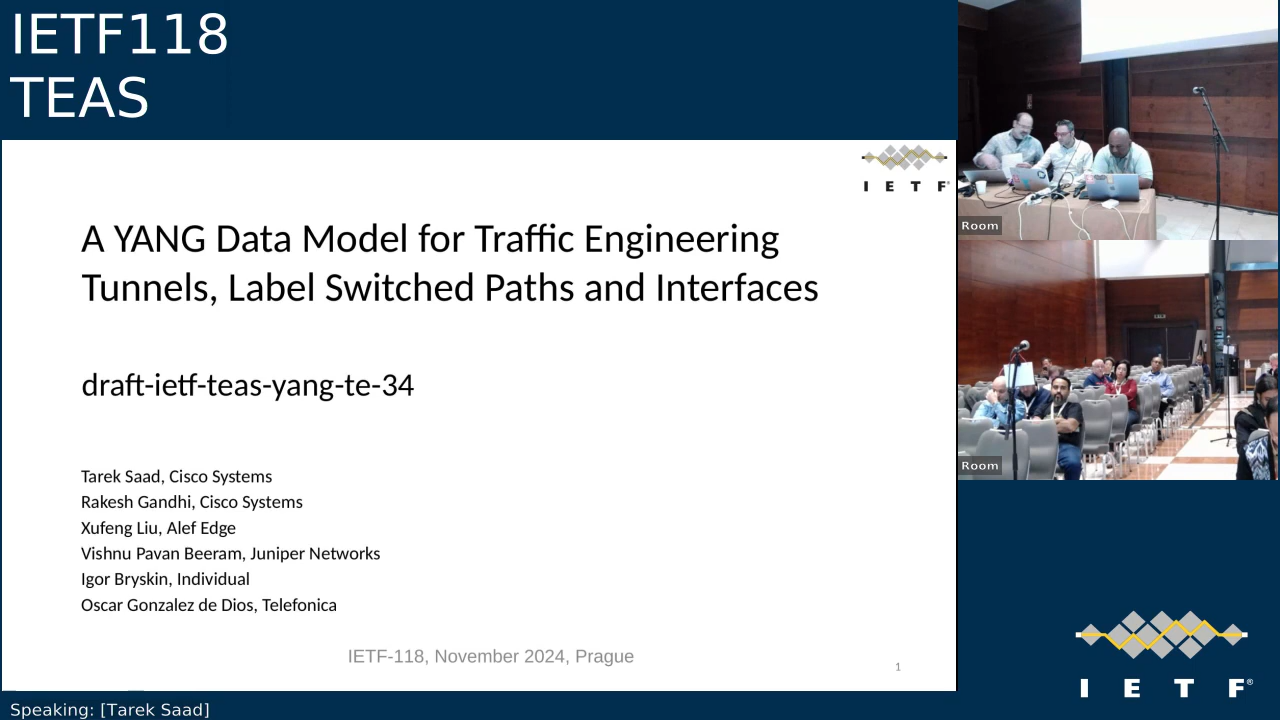 IETF118
TEAS
I E T F
A YANG Data Model for Traffic Engineering
Tunnels, Label Switched Paths and Interfaces
draft-ietf-teas-yang-te-34
Tarek Saad, Cisco Systems
Rakesh Gandhi, Cisco Systems
Xufeng Liu, Alef Edge
Vishnu Pavan Beeram, Juniper Networks
Igor Bryskin, Individual
Oscar Gonzalez de Dios, Telefonica
IETF-118, November 2024, Prague
1
Speaking: [Tarek Saad]
Room
Room
I E T F®